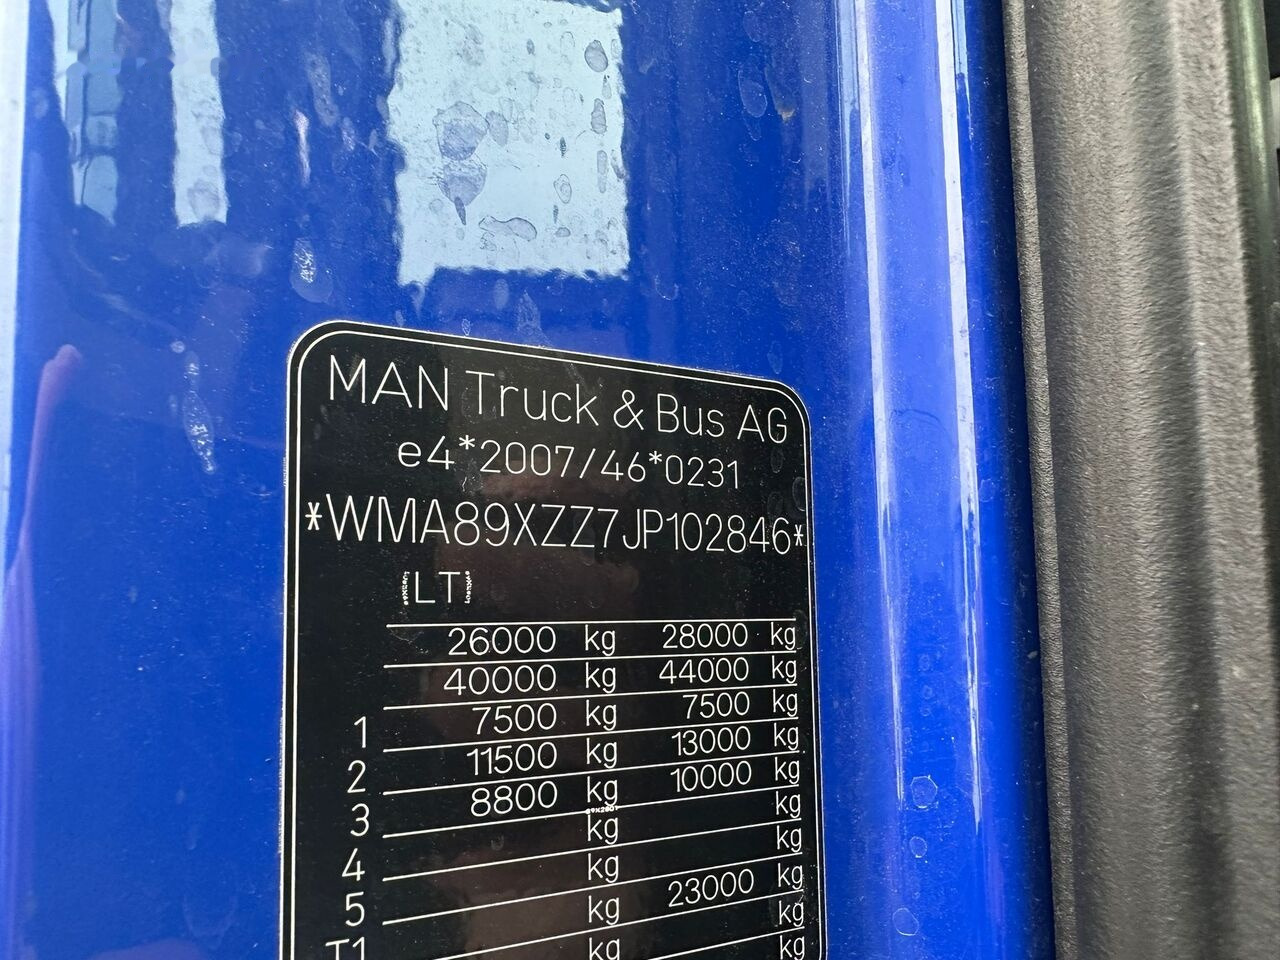 MAN Truck & Bus AG
e4*2007/46*0231
*WMA89XZZ7JP102846*
LT
26000 kg 28000 kg
40000 kg 44000 kg
1 7500 kg 7500 kg
2 11500 kg 13000 kg
3 8800 kg 10000 kg
4 kg kg
5 kg kg
T1 kg 23000 kg
kg kg
kg